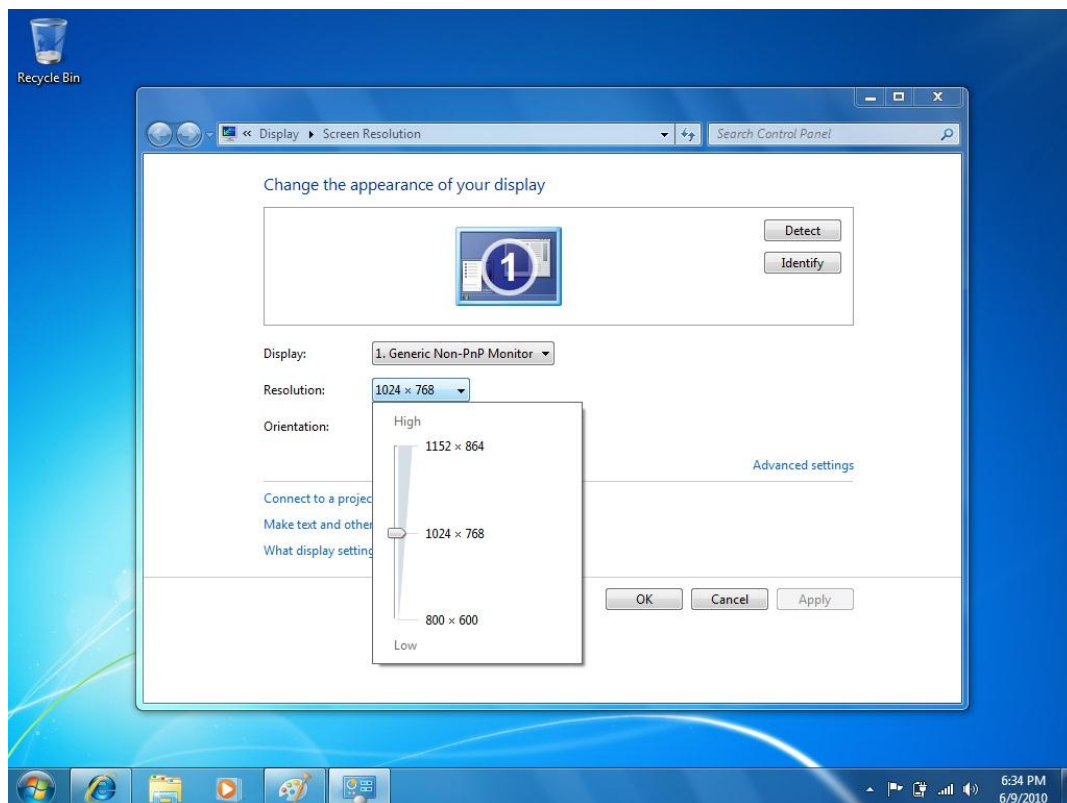 Recycle Bin
« Display ▸ Screen Resolution
Search Control Panel
Change the appearance of your display
1
Detect
Identify
Display: 1. Generic Non-PnP Monitor
Resolution: 1024 × 768
Orientation:
High
1152 × 864
1024 × 768
800 × 600
Low
Advanced settings
Connect to a projec
Make text and other
What display setting
OK Cancel Apply
6:34 PM
6/9/2010